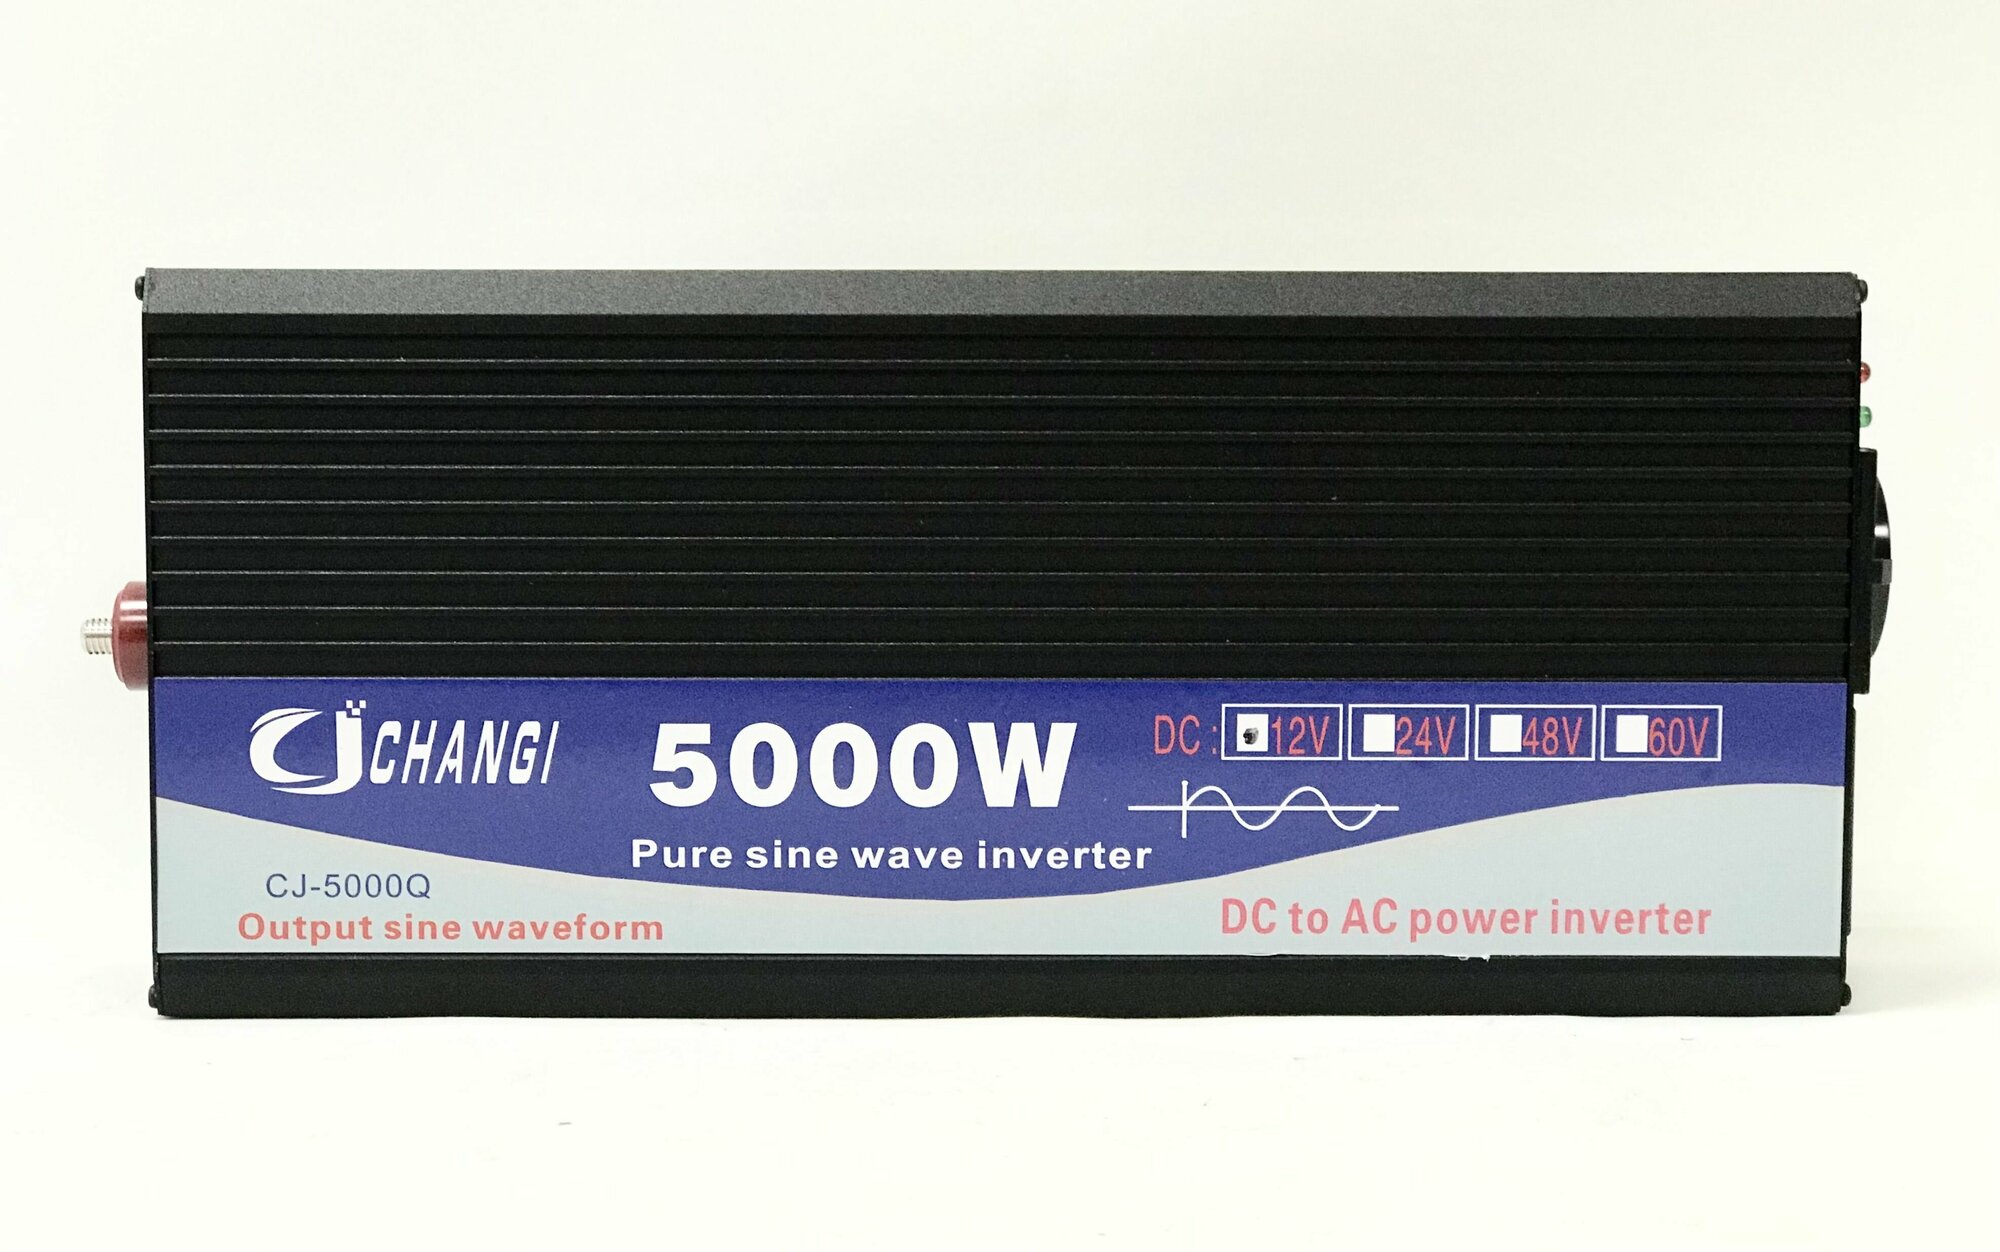 CJ CHANGI
5000W
DC: 12V 24V 48V 60V
Pure sine wave inverter
CJ-5000Q
Output sine waveform
DC to AC power inverter